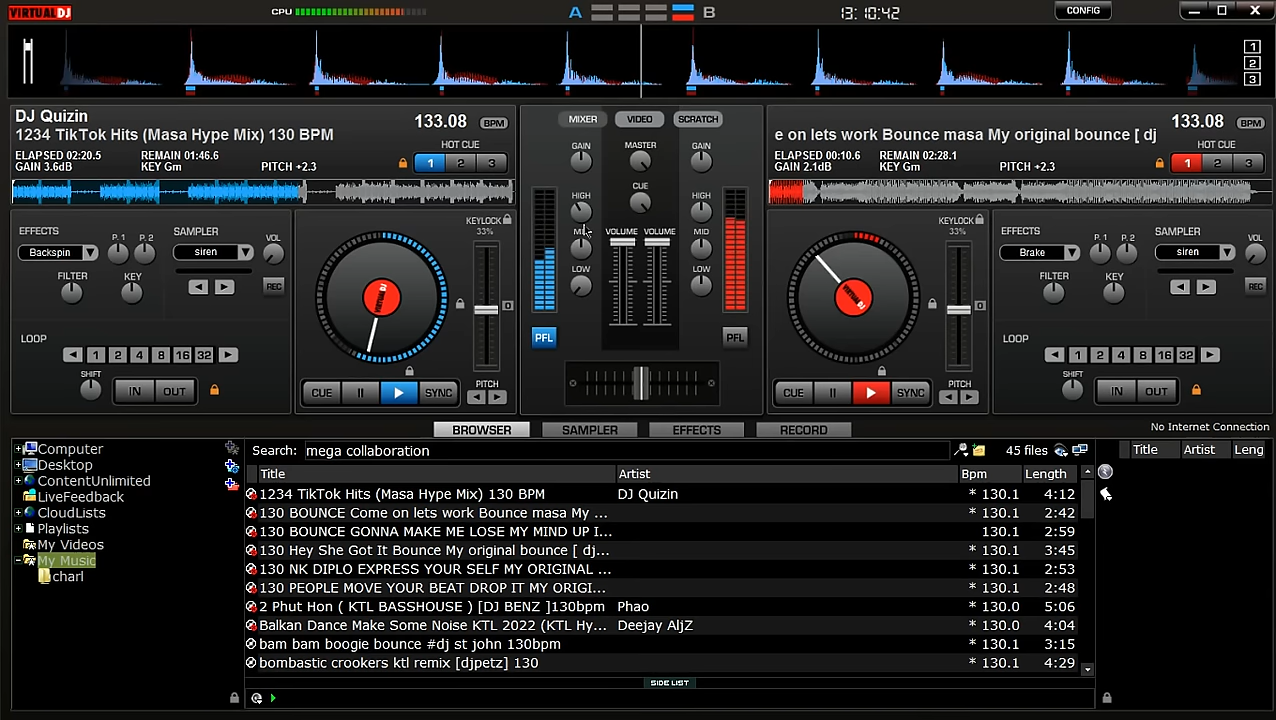 VIRTUAL DJ
CPU
A
B
13: 10:42
CONFIG
1
2
3
DJ Quizin
1234 TikTok Hits (Masa Hype Mix) 130 BPM
133.08 BPM
ELAPSED 02:20.5 REMAIN 01:46.6
GAIN 3.6dB KEY Gm PITCH +2.3
HOT CUE
1 2 3
MIXER VIDEO SCRATCH
GAIN MASTER GAIN
CUE
HIGH HIGH
MID VOLUME VOLUME MID
LOW LOW
PFL PFL
e on lets work Bounce masa My original bounce [ dj
133.08 BPM
ELAPSED 00:10.6 REMAIN 02:28.1
GAIN 2.1dB KEY Gm PITCH +2.3
HOT CUE
1 2 3
EFFECTS SAMPLER
P. 1 P. 2 VOL
Backspin siren
FILTER KEY REC
LOOP
1 2 4 8 16 32
SHIFT
IN OUT
KEYLOCK
33%
0
CUE II SYNC
PITCH
KEYLOCK
33%
0
CUE II SYNC
PITCH
EFFECTS SAMPLER
P. 1 P. 2 VOL
Brake siren
FILTER KEY REC
LOOP
1 2 4 8 16 32
SHIFT
IN OUT
BROWSER SAMPLER EFFECTS RECORD
No Internet Connection
Computer
Desktop
ContentUnlimited
LiveFeedback
CloudLists
Playlists
My Videos
My Music
charl
Search: mega collaboration 45 files
Title Artist Bpm Length
1234 TikTok Hits (Masa Hype Mix) 130 BPM DJ Quizin * 130.1 4:12
130 BOUNCE Come on lets work Bounce masa My ... * 130.1 2:42
130 BOUNCE GONNA MAKE ME LOSE MY MIND UP I... 130.1 2:59
130 Hey She Got It Bounce My original bounce [ dj... * 130.1 3:45
130 NK DIPLO EXPRESS YOUR SELF MY ORIGINAL ... * 130.1 2:53
130 PEOPLE MOVE YOUR BEAT DROP IT MY ORIGI... * 130.1 2:48
2 Phut Hon ( KTL BASSHOUSE ) [DJ BENZ ]130bpm Phao * 130.0 5:06
Balkan Dance Make Some Noise KTL 2022 (KTL Hy... Deejay AljZ * 130.0 4:04
bam bam boogie bounce #dj st john 130bpm * 130.1 3:15
bombastic crookers ktl remix [djpetz] 130 * 130.1 4:29
SIDE LIST
Title Artist Leng